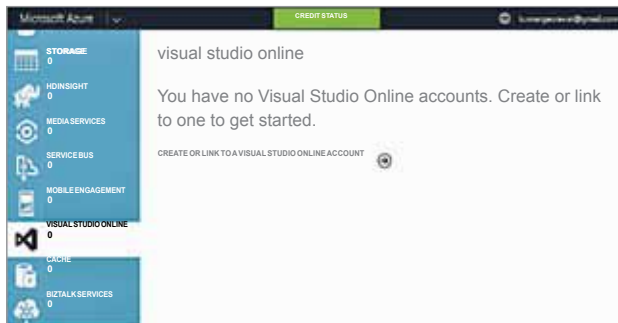 Microsoft Azure
CREDIT STATUS
STORAGE
0
HDINSIGHT
0
MEDIA SERVICES
0
SERVICE BUS
0
MOBILE ENGAGEMENT
0
VISUAL STUDIO ONLINE
0
CACHE
0
BIZTALK SERVICES
0
visual studio online
You have no Visual Studio Online accounts. Create or link
to one to get started.
CREATE OR LINK TO A VISUAL STUDIO ONLINE ACCOUNT